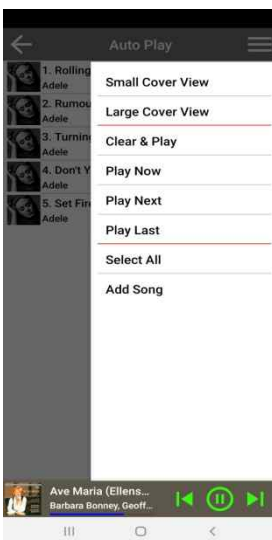 Auto Play
1. Rolling
Adele
2. Rumou
Adele
3. Turning
Adele
4. Don't Y
Adele
5. Set Fire
Adele
Small Cover View
Large Cover View
Clear & Play
Play Now
Play Next
Play Last
Select All
Add Song
Ave Maria (Ellens...
Barbara Bonney, Geoff...